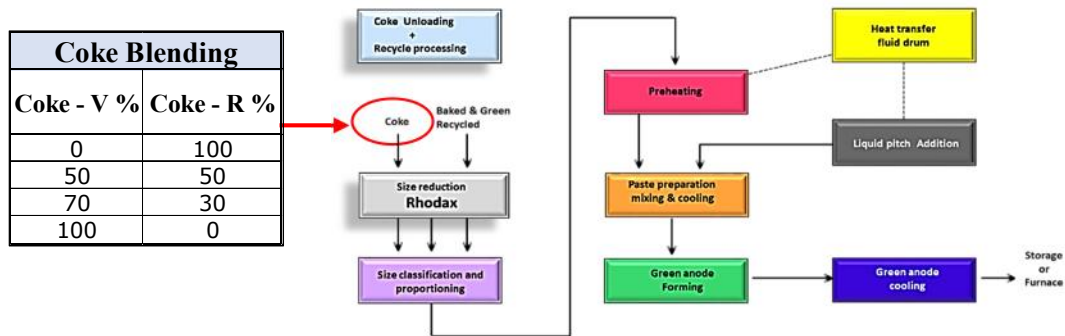 Coke Blending
Coke - V % Coke - R %
0 100
50 50
70 30
100 0
Coke Unloading
+
Recycle processing
Coke
Baked & Green
Recycled
Size reduction
Rhodax
Size classification and
proportioning
Heat transfer
fluid drum
Preheating
Liquid pitch Addition
Paste preparation
mixing & cooling
Green anode
Forming
Green anode
cooling
Storage
or
Furnace